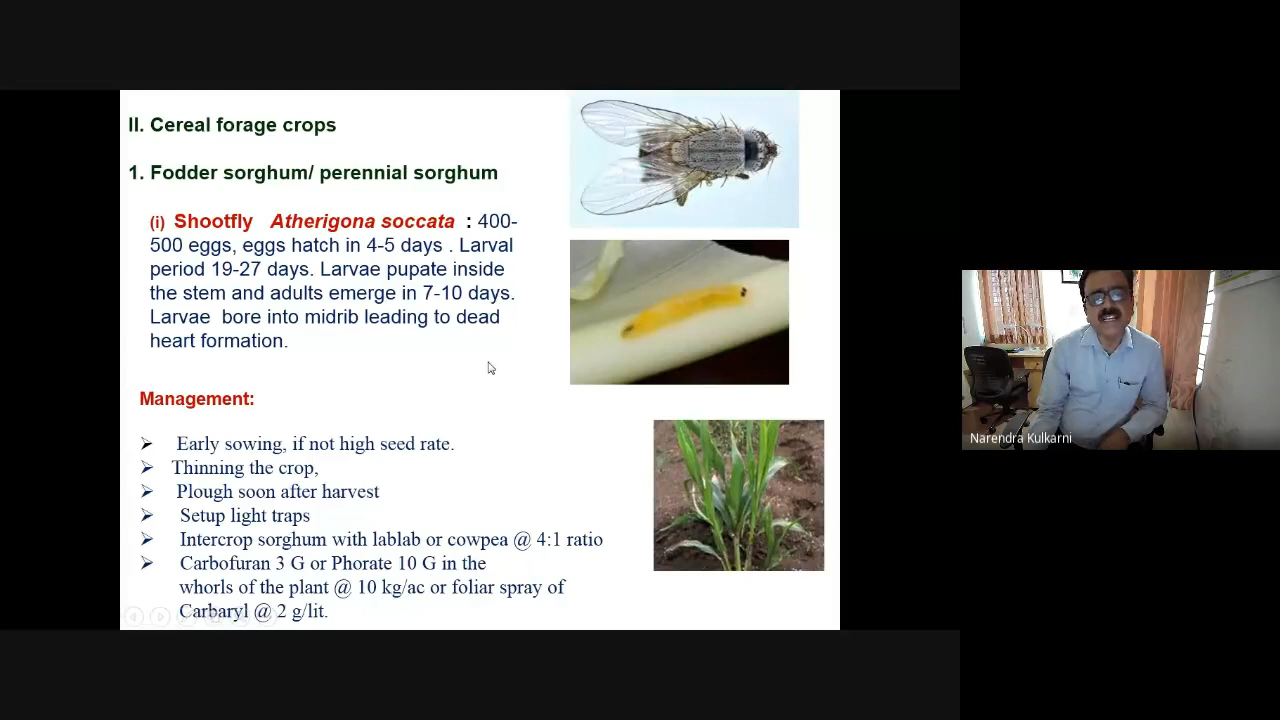 II. Cereal forage crops
1. Fodder sorghum/ perennial sorghum
(i) Shootfly Atherigona soccata : 400-
500 eggs, eggs hatch in 4-5 days . Larval
period 19-27 days. Larvae pupate inside
the stem and adults emerge in 7-10 days.
Larvae bore into midrib leading to dead
heart formation.
Management:
Early sowing, if not high seed rate.
Thinning the crop,
Plough soon after harvest
Setup light traps
Intercrop sorghum with lablab or cowpea @ 4:1 ratio
Carbofuran 3 G or Phorate 10 G in the
whorls of the plant @ 10 kg/ac or foliar spray of
Carbaryl @ 2 g/lit.
Narendra Kulkarni